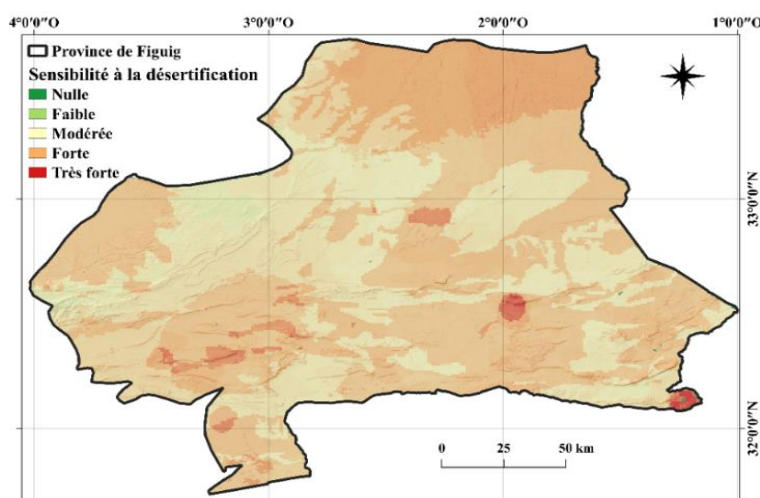 4°0′0″O 3°0′0″O 2°0′0″O 1°0′0″O
Province de Figuig
Sensibilité à la désertification
Nulle
Faible
Modérée
Forte
Très forte
33°0′0″N
32°0′0″N
0 25 50 km